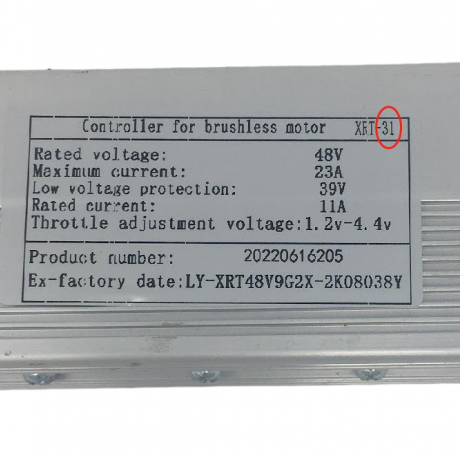 Controller for brushless motor XRT-31
Rated voltage: 48V
Maximum current: 23A
Low voltage protection: 39V
Rated current: 11A
Throttle adjustment voltage:1.2v-4.4v
Product number: 20220616205
Ex-factory date:LY-XRT48V9G2X-2K08038Y